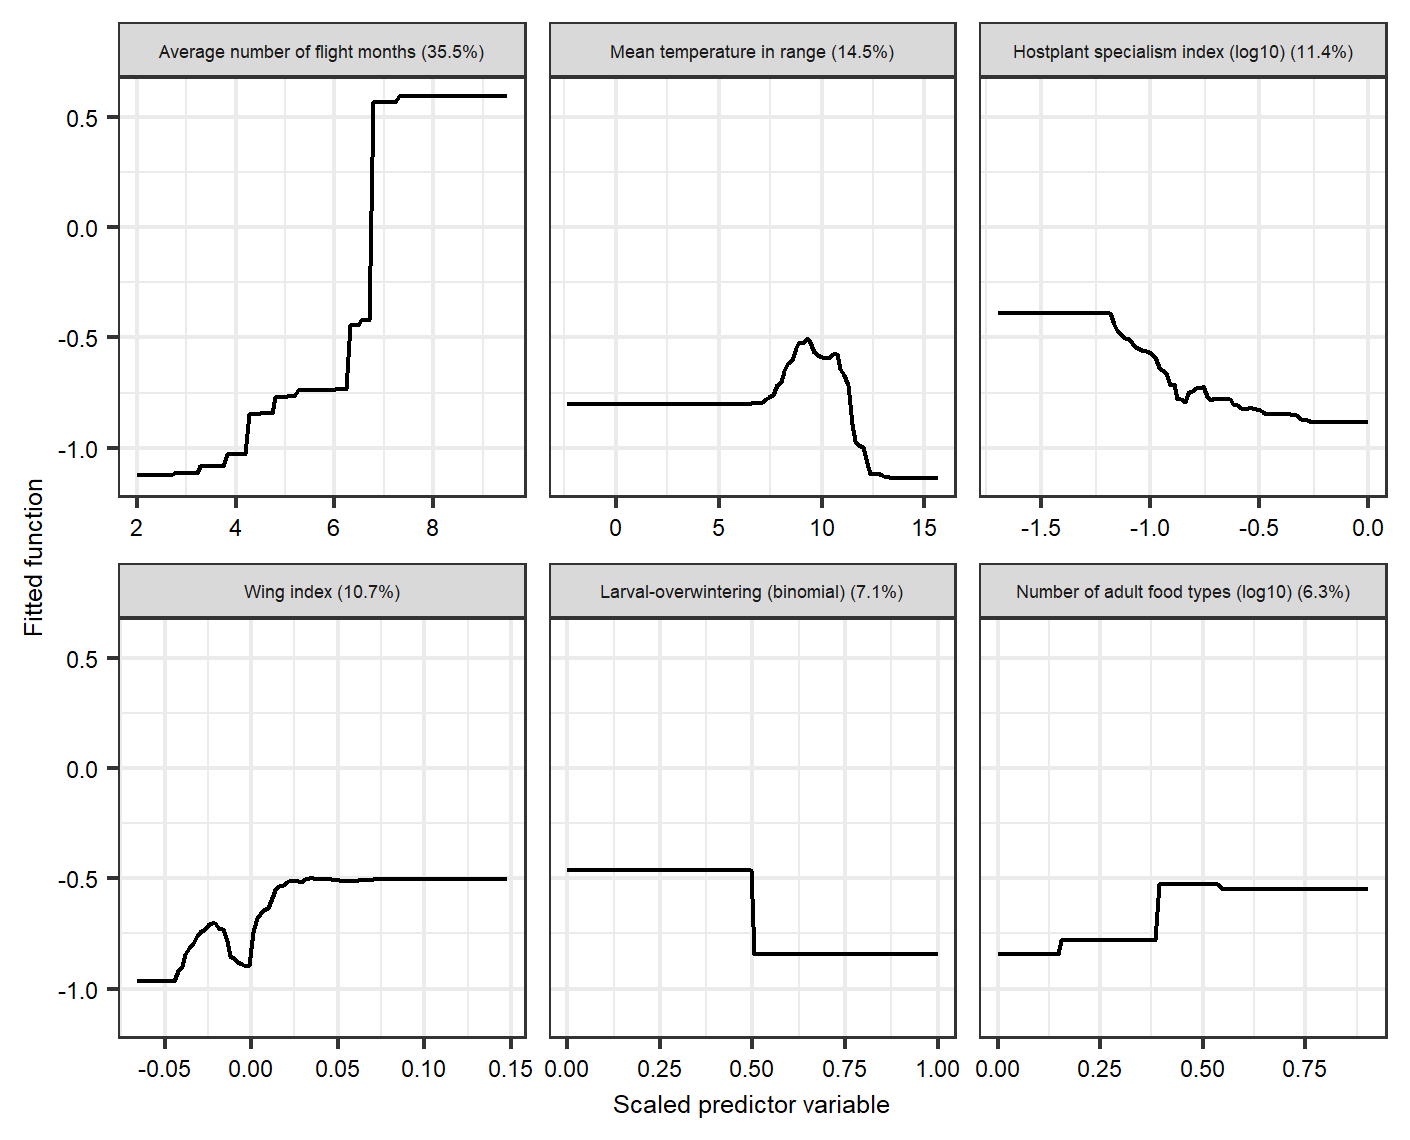 Average number of flight months (35.5%)
Mean temperature in range (14.5%)
Hostplant specialism index (log10) (11.4%)
0.5
0.0
-0.5
-1.0
2 4 6 8
0 5 10 15
-1.5 -1.0 -0.5 0.0
Fitted function
Wing index (10.7%)
Larval-overwintering (binomial) (7.1%)
Number of adult food types (log10) (6.3%)
0.5
0.0
-0.5
-1.0
-0.05 0.00 0.05 0.10 0.15
0.00 0.25 0.50 0.75 1.00
0.00 0.25 0.50 0.75
Scaled predictor variable